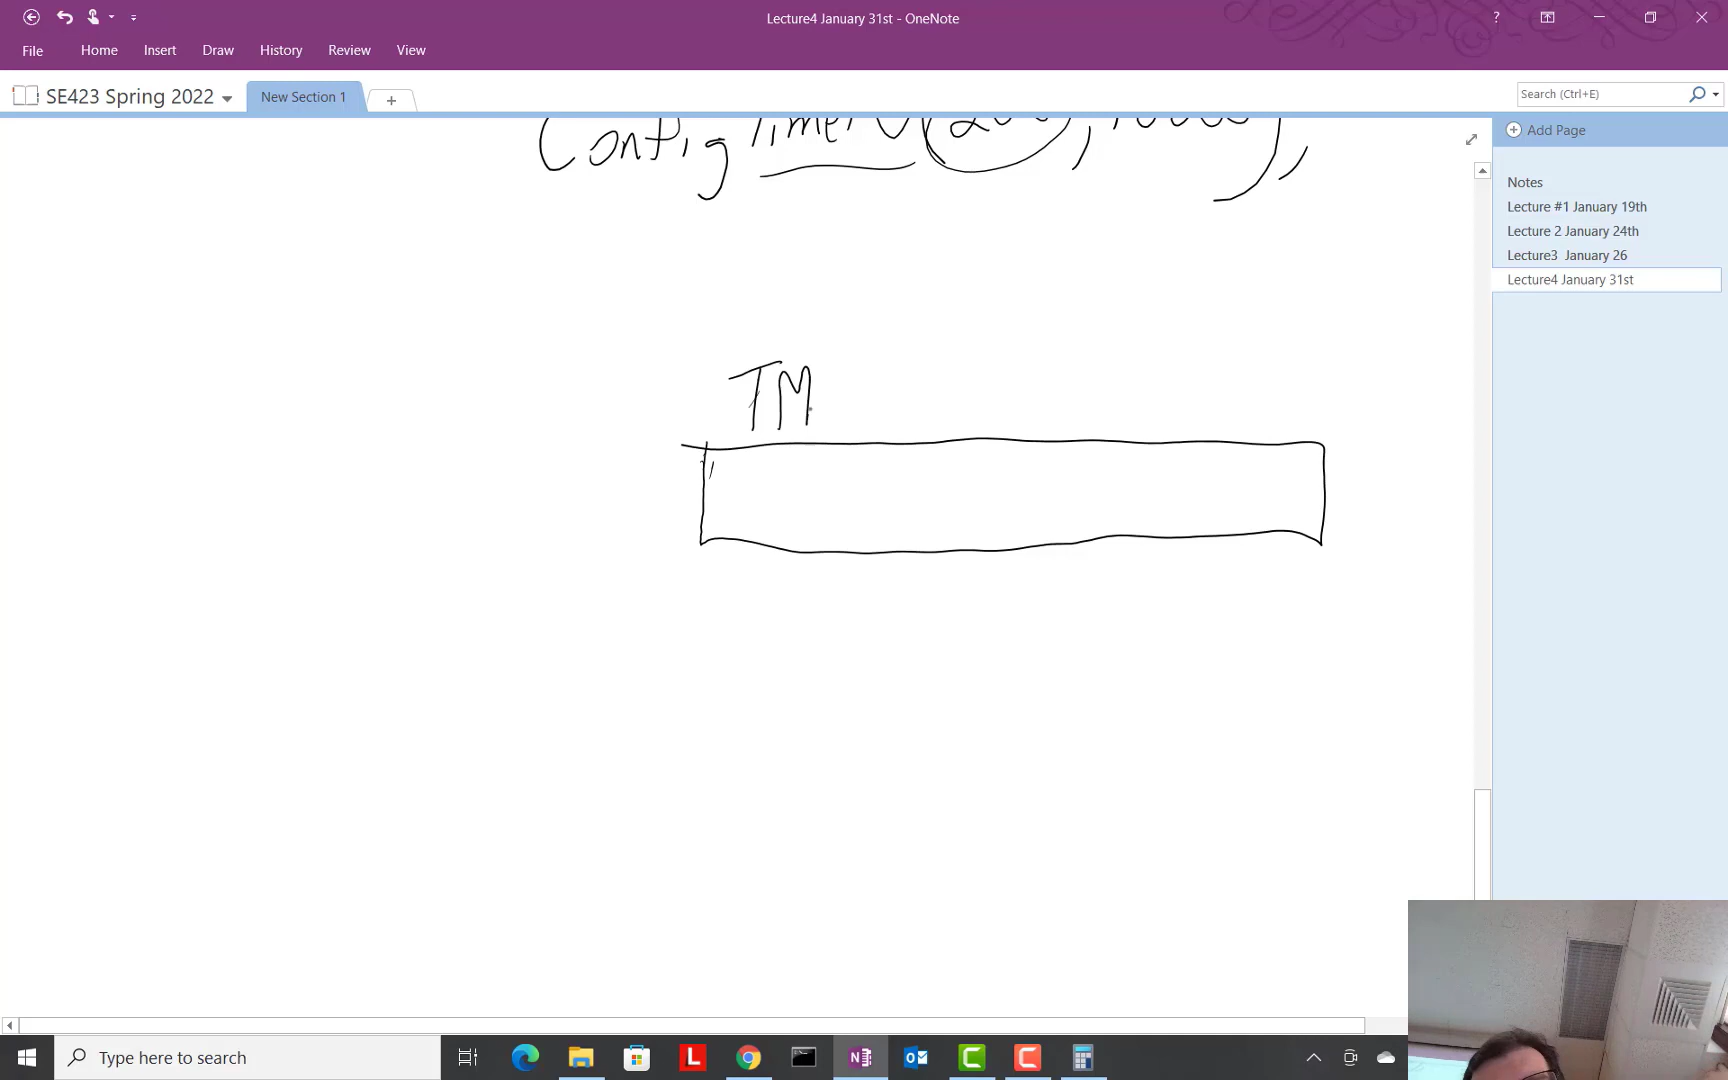 Lecture4 January 31st - OneNote
?
File
Home
Insert
Draw
History
Review
View
SE423 Spring 2022
New Section 1
Search (Ctrl+E)
Add Page
Config Timer
Notes
Lecture #1 January 19th
Lecture 2 January 24th
Lecture3 January 26
Lecture4 January 31st
TM
Type here to search
L
N
C
C